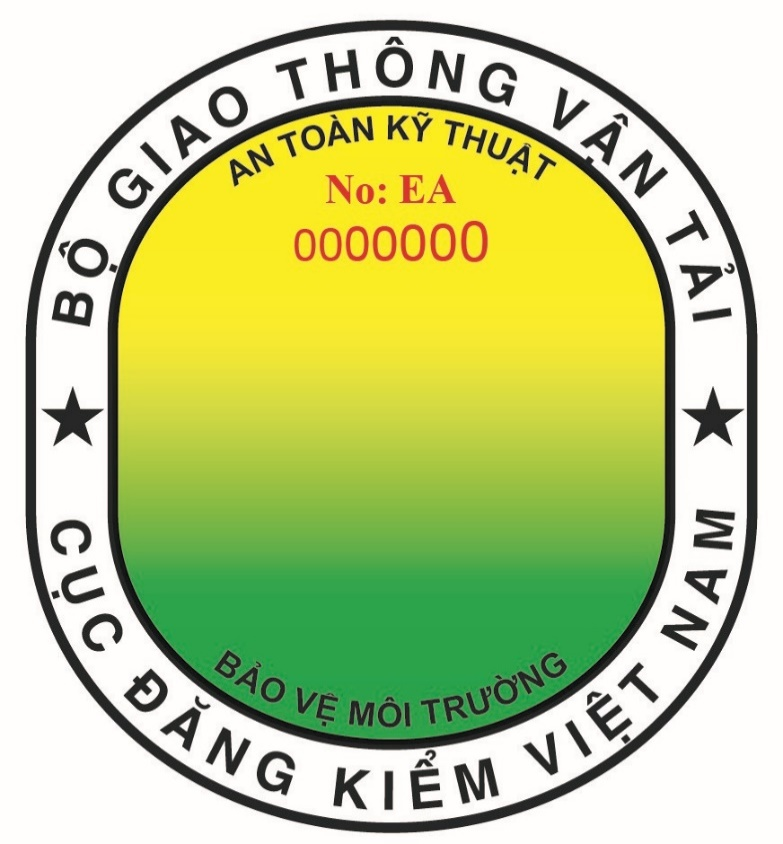 BỘ GIAO THÔNG VẬN TẢI
AN TOÀN KỸ THUẬT
No: EA
0000000
BẢO VỆ MÔI TRƯỜNG
CỤC ĐĂNG KIỂM VIỆT NAM